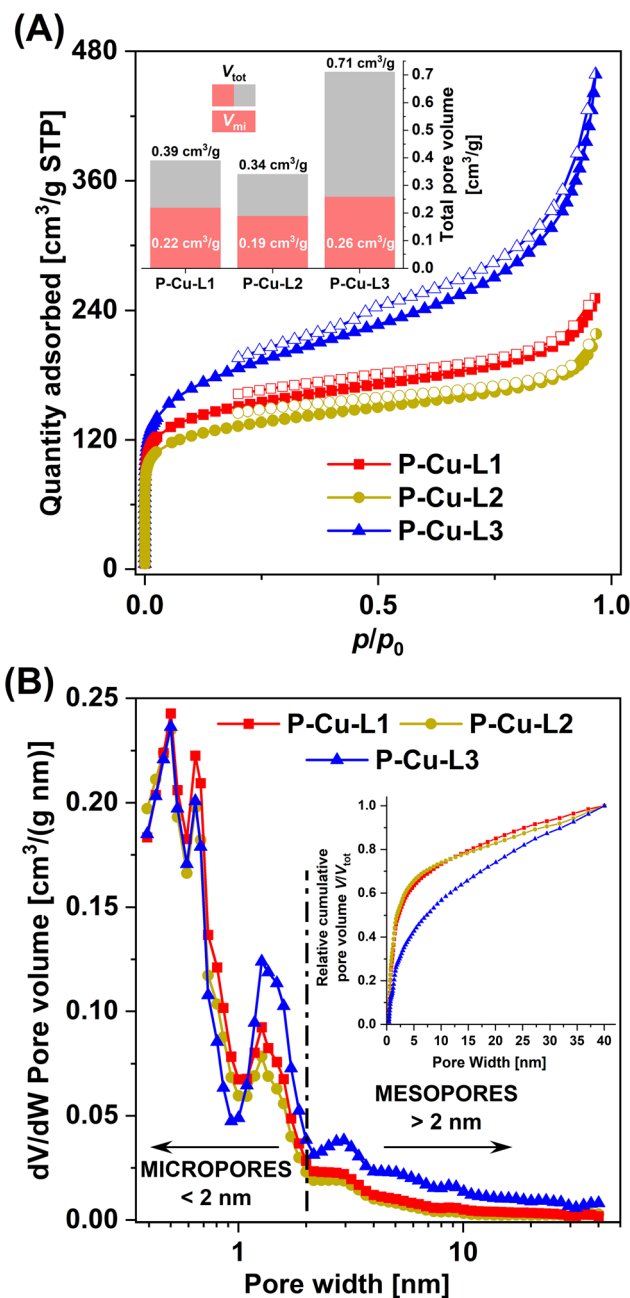 (A)
480
360
240
120
0
Quantity adsorbed [cm³/g STP]
Vtot
Vmi
0.39 cm³/g
0.34 cm³/g
0.71 cm³/g
0.22 cm³/g
0.19 cm³/g
0.26 cm³/g
P-Cu-L1
P-Cu-L2
P-Cu-L3
0.7
0.6
0.5
0.4
0.3
0.2
0.1
0.0
Total pore volume
[cm³/g]
P-Cu-L1
P-Cu-L2
P-Cu-L3
0.0
0.5
1.0
p/p₀
(B)
0.25
0.20
0.15
0.10
0.05
0.00
dV/dW Pore volume [cm³/(g nm)]
P-Cu-L1
P-Cu-L2
P-Cu-L3
1.0
0.8
0.6
0.4
0.2
0.0
Relative cumulative
pore volume V/Vtot
0 5 10 15 20 25 30 35 40
Pore Width [nm]
MESOPORES
> 2 nm
MICROPORES
< 2 nm
1
10
Pore width [nm]